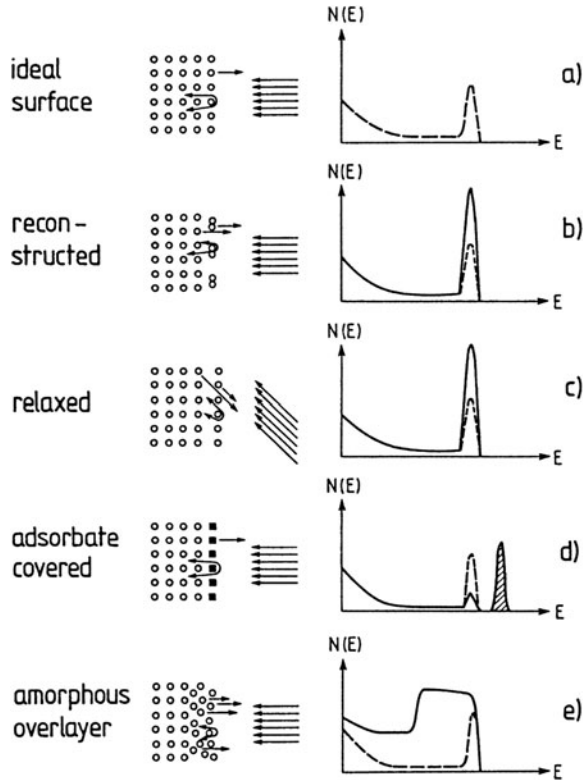 ideal
surface
N(E)
E
a)
recon-
structed
N(E)
E
b)
relaxed
N(E)
E
c)
adsorbate
covered
N(E)
E
d)
amorphous
overlayer
N(E)
E
e)